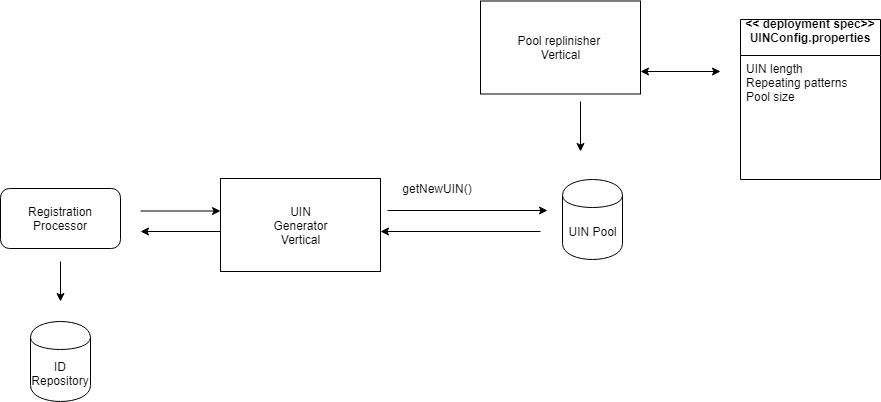 << deployment spec>>
UINConfig.properties
Pool replinisher
Vertical
UIN length
Repeating patterns
Pool size
getNewUIN()
Registration
Processor
UIN
Generator
Vertical
UIN Pool
ID
Repository